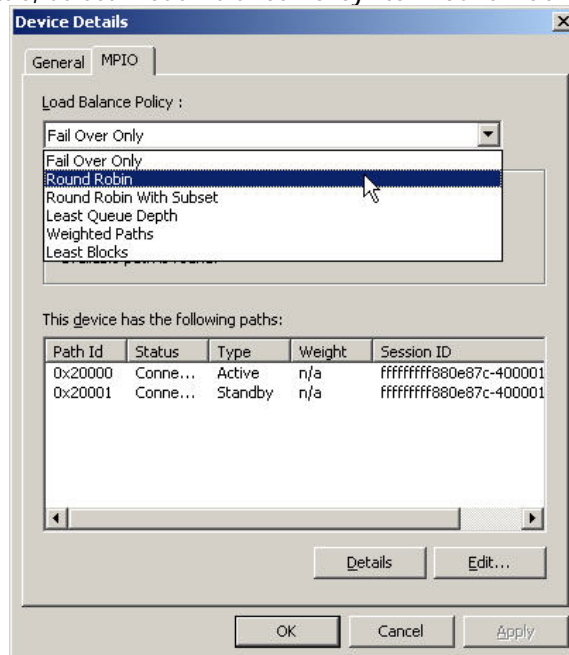 Device Details
General MPIO
Load Balance Policy :
Fail Over Only
Fail Over Only
Round Robin
Round Robin With Subset
Least Queue Depth
Weighted Paths
Least Blocks
This device has the following paths:
Path Id Status Type Weight Session ID
0x20000 Conne... Active n/a ffffffff880e87c-400001
0x20001 Conne... Standby n/a ffffffff880e87c-400001
Details Edit...
OK Cancel Apply